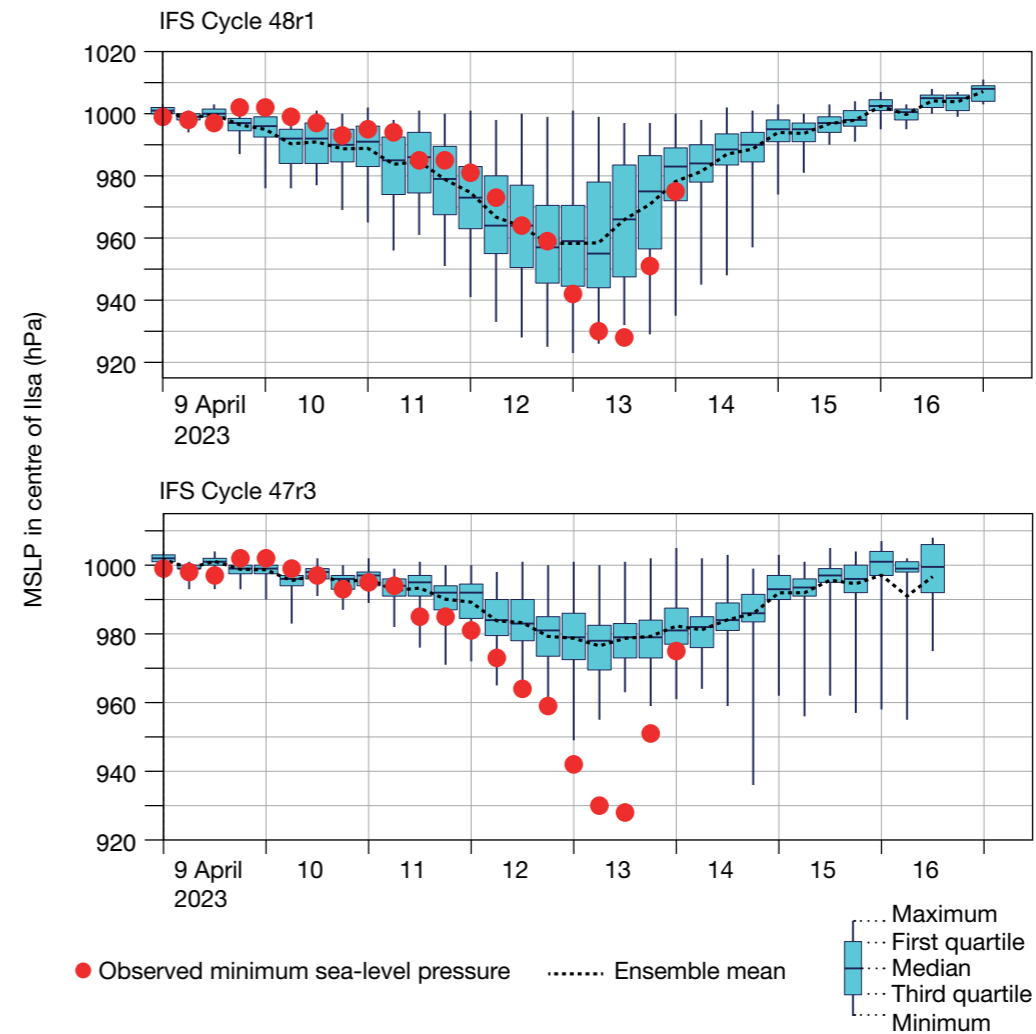 IFS Cycle 48r1
1020
1000
980
960
940
920
9 April 10 11 12 13 14 15 16
2023
IFS Cycle 47r3
1000
980
960
940
920
9 April 10 11 12 13 14 15 16
2023
MSLP in centre of Ilsa (hPa)
Observed minimum sea-level pressure
Ensemble mean
Maximum
First quartile
Median
Third quartile
Minimum